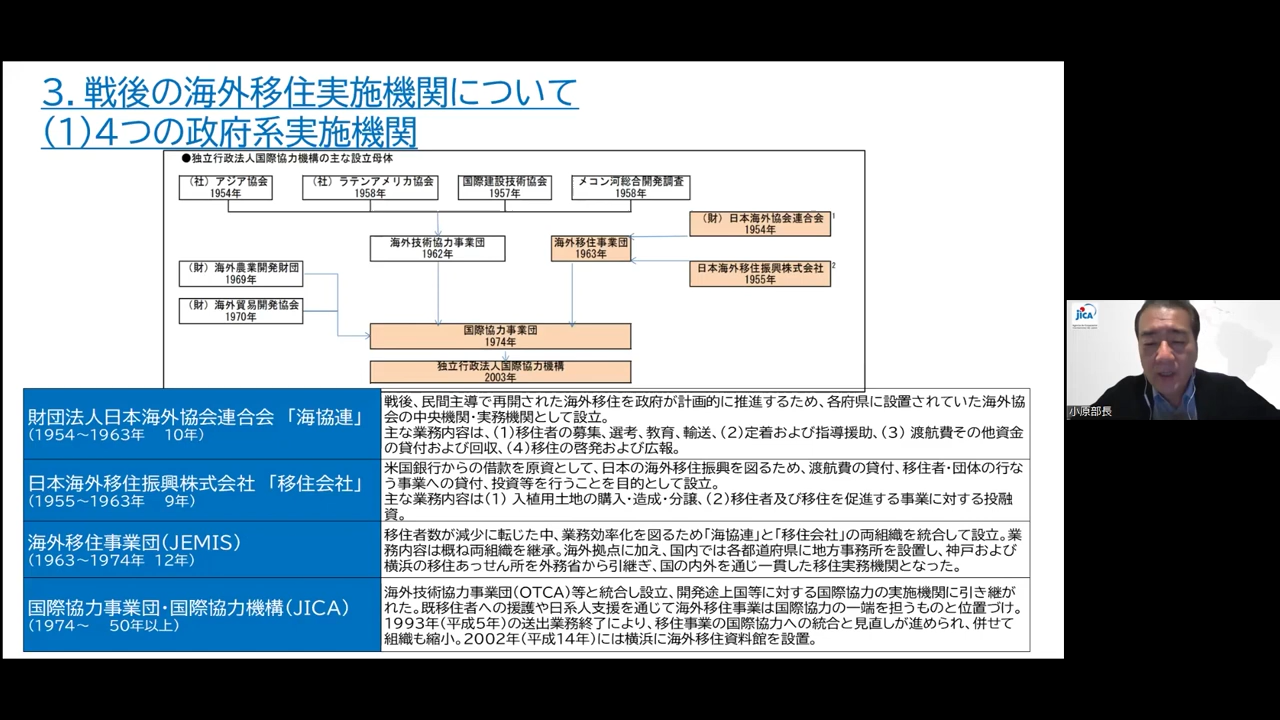 3. 戦後の海外移住実施機関について
(1)4つの政府系実施機関
●独立行政法人国際協力機構の主な設立母体
（社）アジア協会
1954年
（社）ラテンアメリカ協会
1958年
国際建設技術協会
1957年
メコン河総合開発調査
1958年
（財）日本海外協会連合会 1
1954年
海外技術協力事業団
1962年
海外移住事業団
1963年
（財）海外農業開発財団
1969年
日本海外移住振興株式会社 2
1955年
（財）海外貿易開発協会
1970年
国際協力事業団
1974年
独立行政法人国際協力機構
2003年
財団法人日本海外協会連合会「海協連」
(1954～1963年　10年)
戦後、民間主導で再開された海外移住を政府が計画的に推進するため、各府県に設置されていた海外協
会の中央機関・実務機関として設立。
主な業務内容は、(1)移住者の募集、選考、教育、輸送、(2)定着および指導援助、(3) 渡航費その他資金
の貸付および回収、(4)移住の啓発および広報。
日本海外移住振興株式会社「移住会社」
(1955～1963年　9年)
米国銀行からの借款を原資として、日本の海外移住振興を図るため、渡航費の貸付、移住者・団体の行な
う事業への貸付、投資等を行うことを目的として設立。
主な業務内容は(1) 入植用土地の購入・造成・分譲、(2)移住者及び移住を促進する事業に対する投融
資。
海外移住事業団(JEMIS)
(1963～1974年　12年)
移住者数が減少に転じた中、業務効率化を図るため「海協連」と「移住会社」の両組織を統合して設立。業
務内容は概ね両組織を継承。海外拠点に加え、国内では各都道府県に地方事務所を設置し、神戸および
横浜の移住あっせん所を外務省から引継ぎ、国の内外を通じ一貫した移住実務機関となった。
国際協力事業団・国際協力機構(JICA)
(1974～　50年以上)
海外技術協力事業団(OTCA)等と統合し設立、開発途上国等に対する国際協力の実施機関に引き継が
れた。既移住者への援護や日系人支援を通じて海外移住事業は国際協力の一端を担うものと位置づけ。
1993年(平成5年)の送出業務終了により、移住事業の国際協力への統合と見直しが進められ、併せて
組織も縮小。2002年(平成14年)には横浜に海外移住資料館を設置。
JICA
小原部長